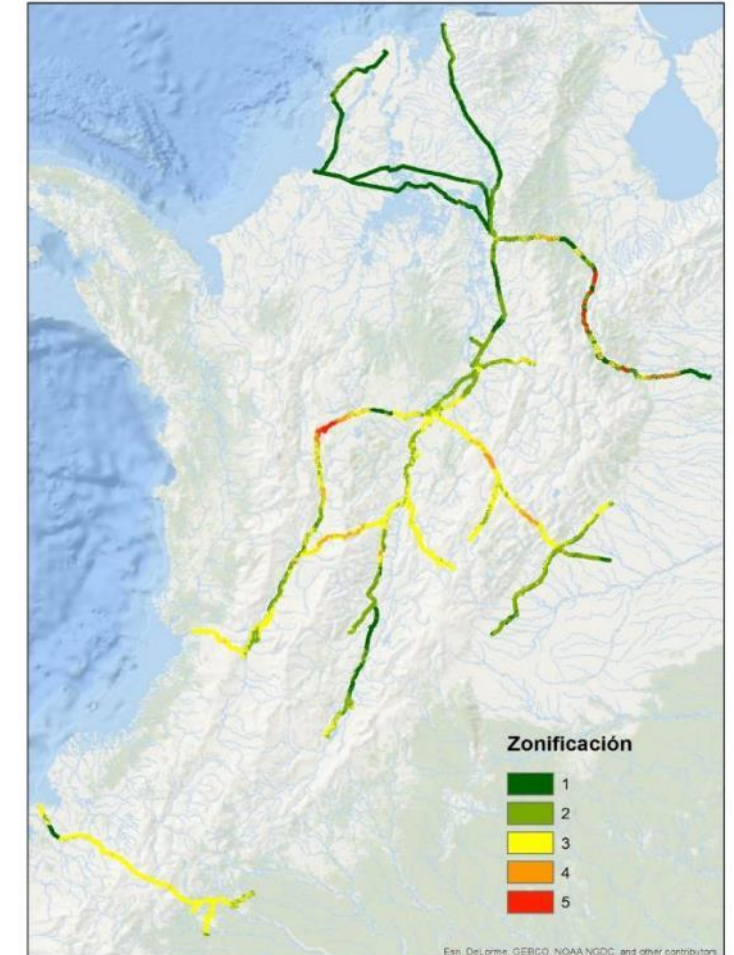 Zonificación
1
2
3
4
5
Esri, DeLorme, GEBCO, NOAA NGDC, and other contributors